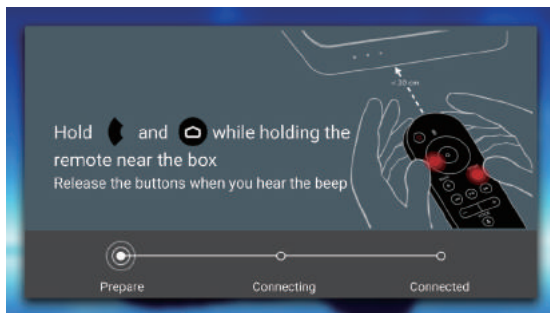 < 20 cm
Hold and while holding the
remote near the box
Release the buttons when you hear the beep
Prepare Connecting Connected